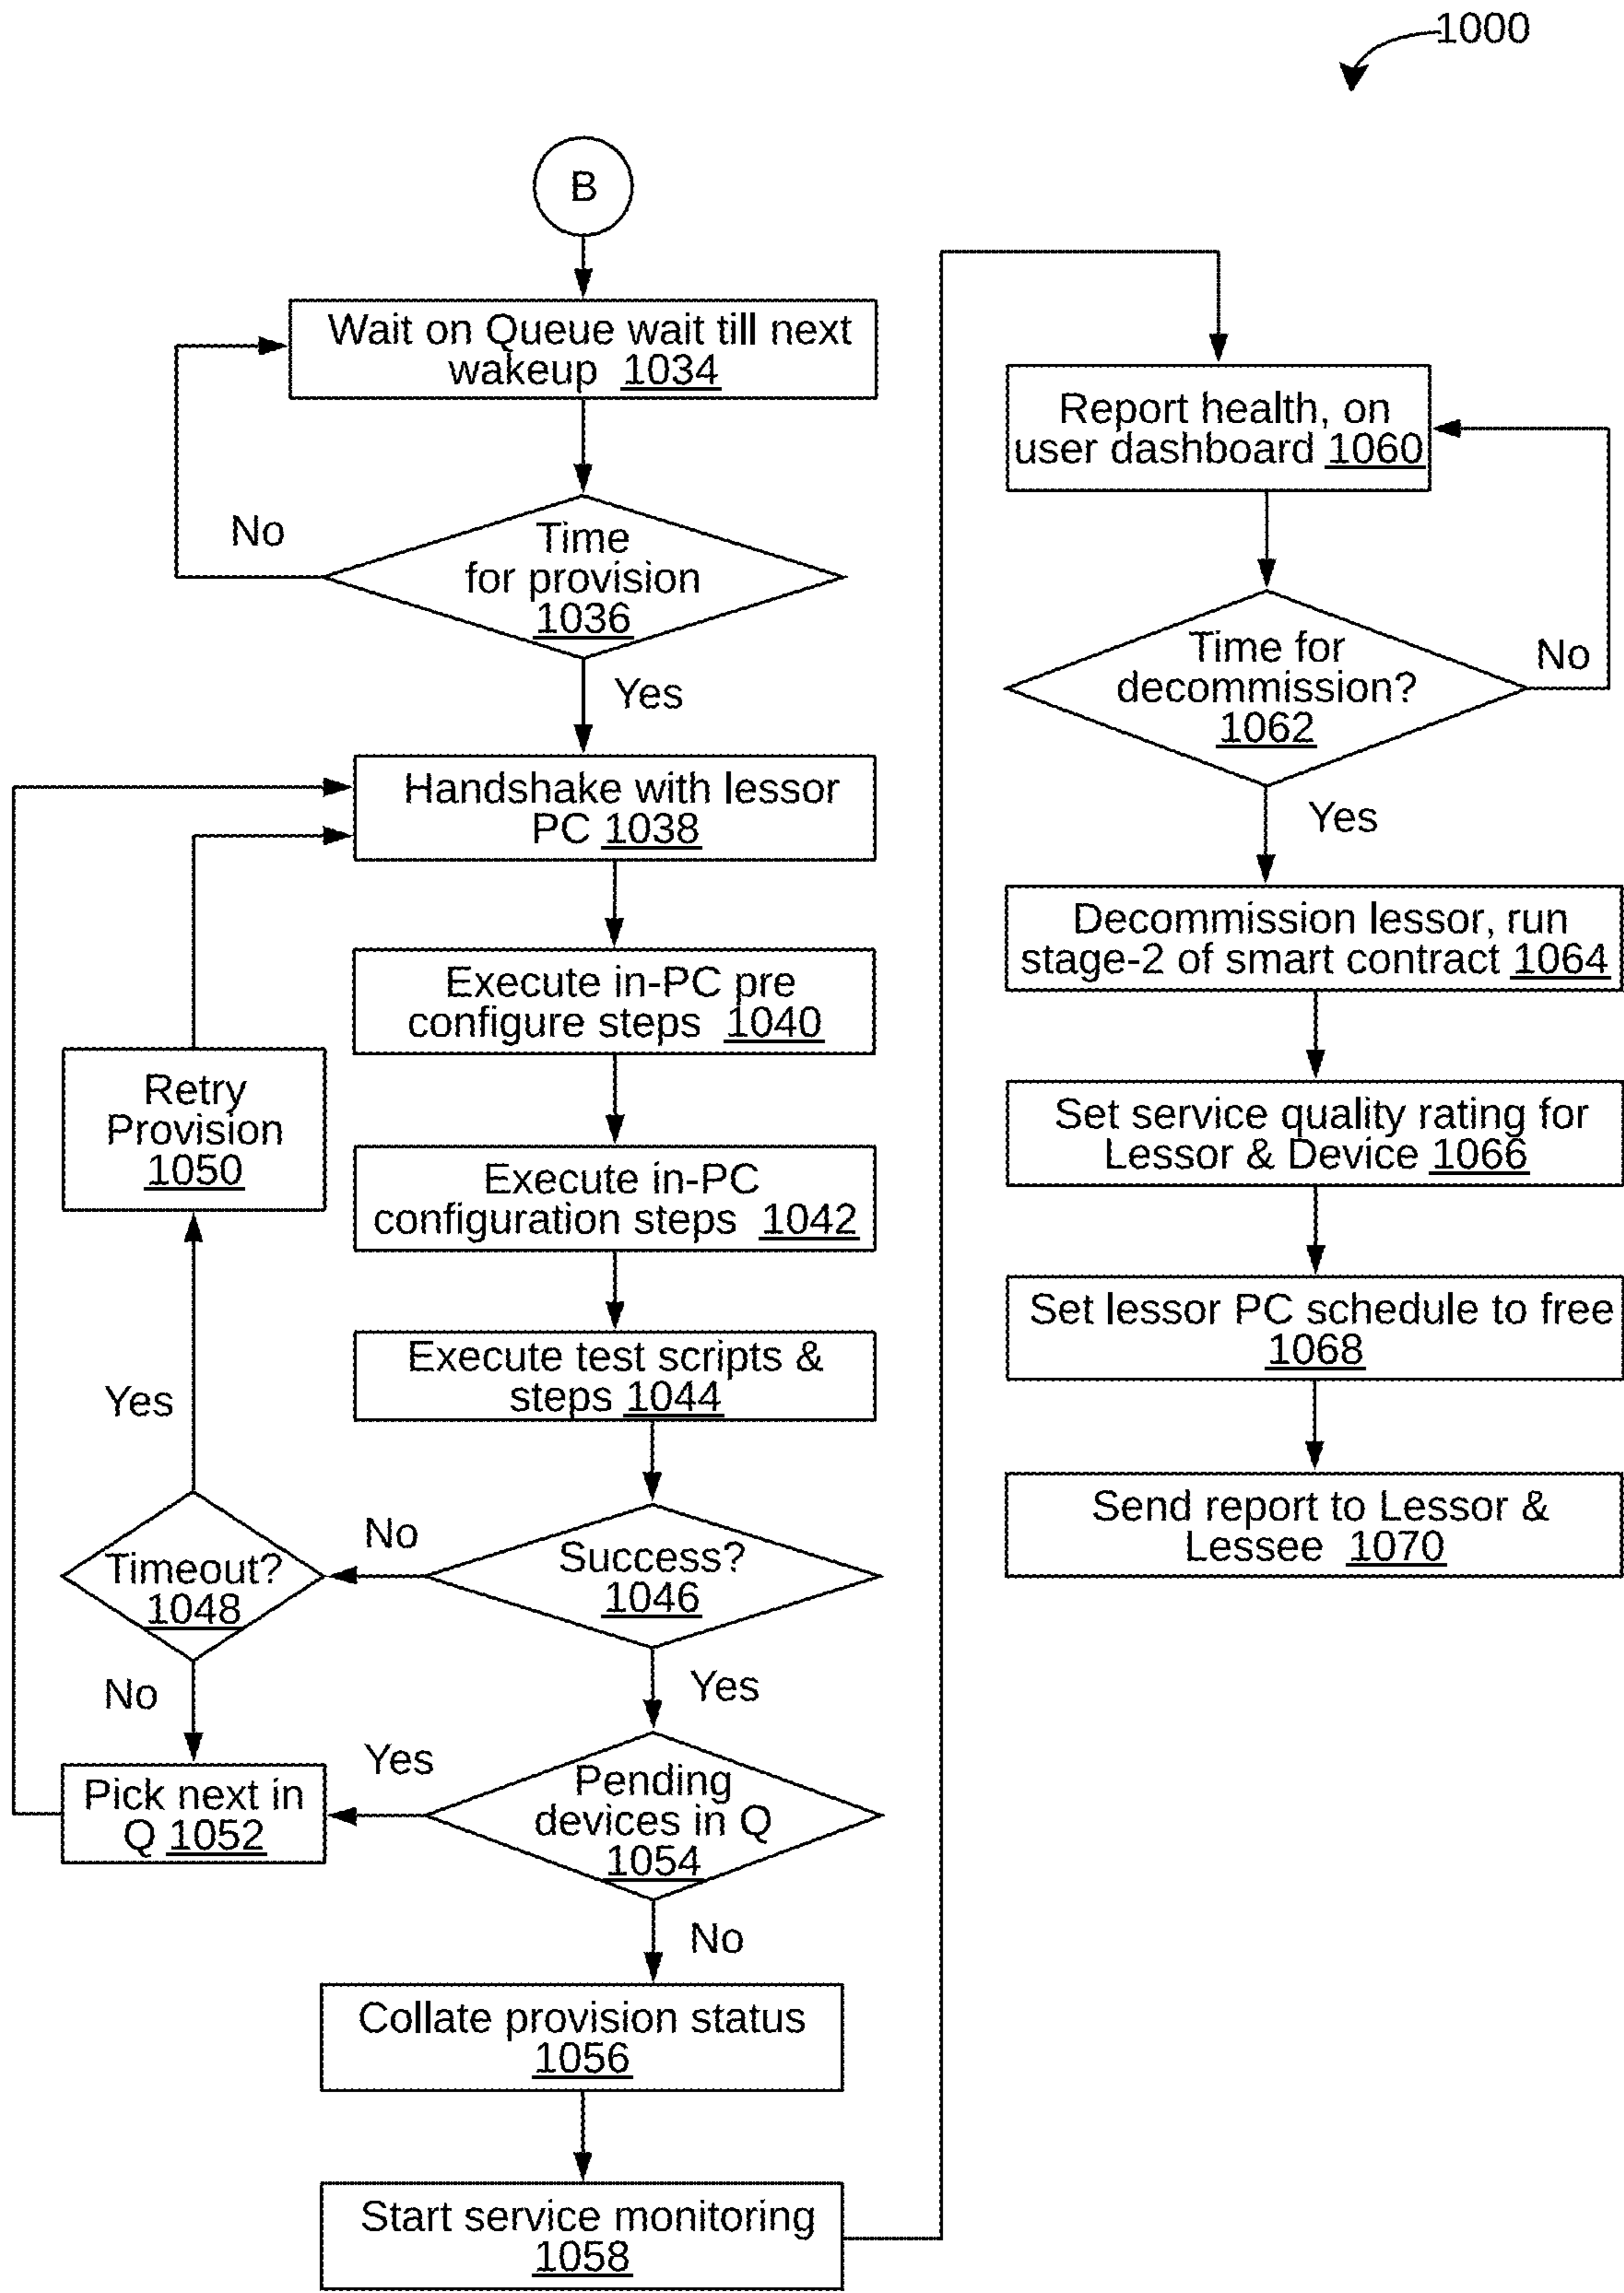 1000
B
Wait on Queue wait till next
wakeup 1034
No
Time
for provision
1036
Yes
Handshake with lessor
PC 1038
Execute in-PC pre
configure steps 1040
Retry
Provision
1050
Execute in-PC
configuration steps 1042
Execute test scripts &
steps 1044
Yes
No
Timeout?
1048
Success?
1046
No
Yes
Yes
Pick next in
Q 1052
Pending
devices in Q
1054
No
Collate provision status
1056
Start service monitoring
1058
Report health, on
user dashboard 1060
Time for
decommission?
1062
No
Yes
Decommission lessor, run
stage-2 of smart contract 1064
Set service quality rating for
Lessor & Device 1066
Set lessor PC schedule to free
1068
Send report to Lessor &
Lessee 1070